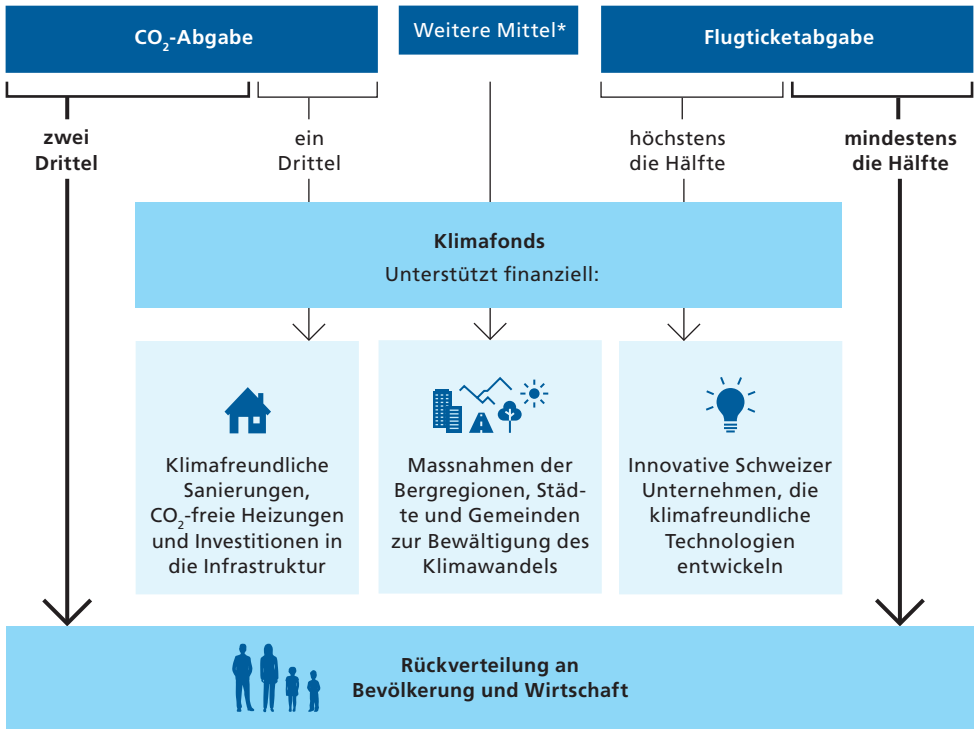 CO₂-Abgabe
Weitere Mittel*
Flugticketabgabe
zwei
Drittel
ein
Drittel
höchstens
die Hälfte
mindestens
die Hälfte
Klimafonds
Unterstützt finanziell:
Klimafreundliche
Sanierungen,
CO₂-freie Heizungen
und Investitionen in
die Infrastruktur
Massnahmen der
Bergregionen, Städ-
te und Gemeinden
zur Bewältigung des
Klimawandels
Innovative Schweizer
Unternehmen, die
klimafreundliche
Technologien
entwickeln
Rückverteilung an
Bevölkerung und Wirtschaft